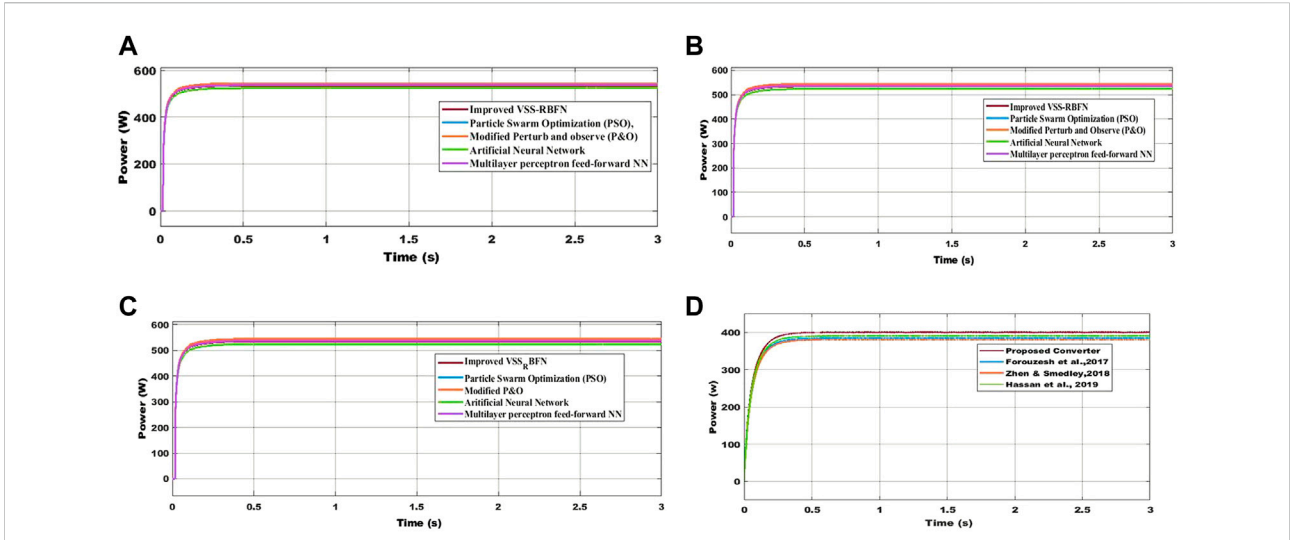 A
600
400
200
0
Power (W)
Improved VSS-RBFN
Particle Swarm Optimization (PSO),
Modified Perturb and observe (P&O)
Artificial Neural Network
Multilayer perceptron feed-forward NN
0 0.5 1 1.5 2 2.5 3
Time (s)
B
600
500
400
300
200
100
0
Power (W)
Improved VSS-RBFN
Particle Swarm Optimization (PSO)
Modified Perturb and Observe (P&O)
Artificial Neural Network
Multilayer perceptron feed-forward NN
0 0.5 1 1.5 2 2.5 3
Time (s)
C
600
500
400
300
200
100
0
Power (W)
Improved VSS_RBFN
Particle Swarm Optimization (PSO)
Modified P&O
Aritificial Neural Network
Multilayer perceptron feed-forward NN
0 0.5 1 1.5 2 2.5 3
Time (s)
D
400
300
200
100
0
Power (w)
Proposed Converter
Forouzesh et al.,2017
Zhen & Smedley,2018
Hassan et al., 2019
0 0.5 1 1.5 2 2.5 3
Time (s)